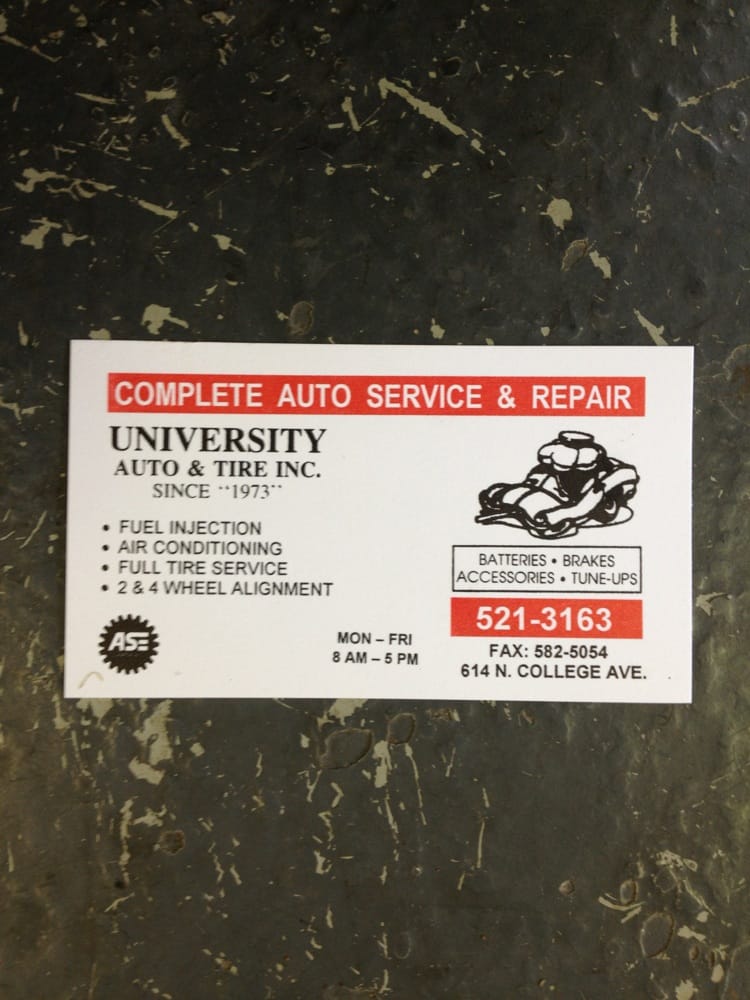 COMPLETE AUTO SERVICE & REPAIR
UNIVERSITY
AUTO & TIRE INC.
SINCE "1973"
• FUEL INJECTION
• AIR CONDITIONING
• FULL TIRE SERVICE
• 2 & 4 WHEEL ALIGNMENT
ASE
MON – FRI
8 AM – 5 PM
BATTERIES • BRAKES
ACCESSORIES • TUNE-UPS
521-3163
FAX: 582-5054
614 N. COLLEGE AVE.